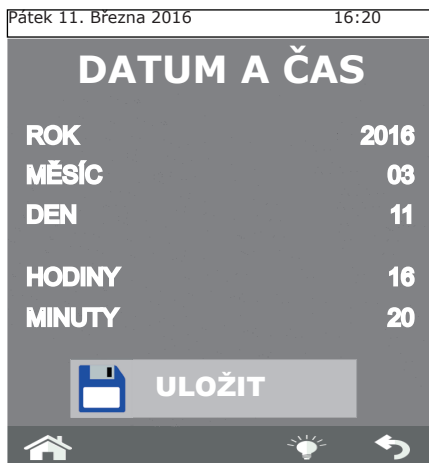 Pátek 11. Března 2016 16:20
DATUM A ČAS
ROK 2016
MĚSÍC 03
DEN 11
HODINY 16
MINUTY 20
ULOŽIT